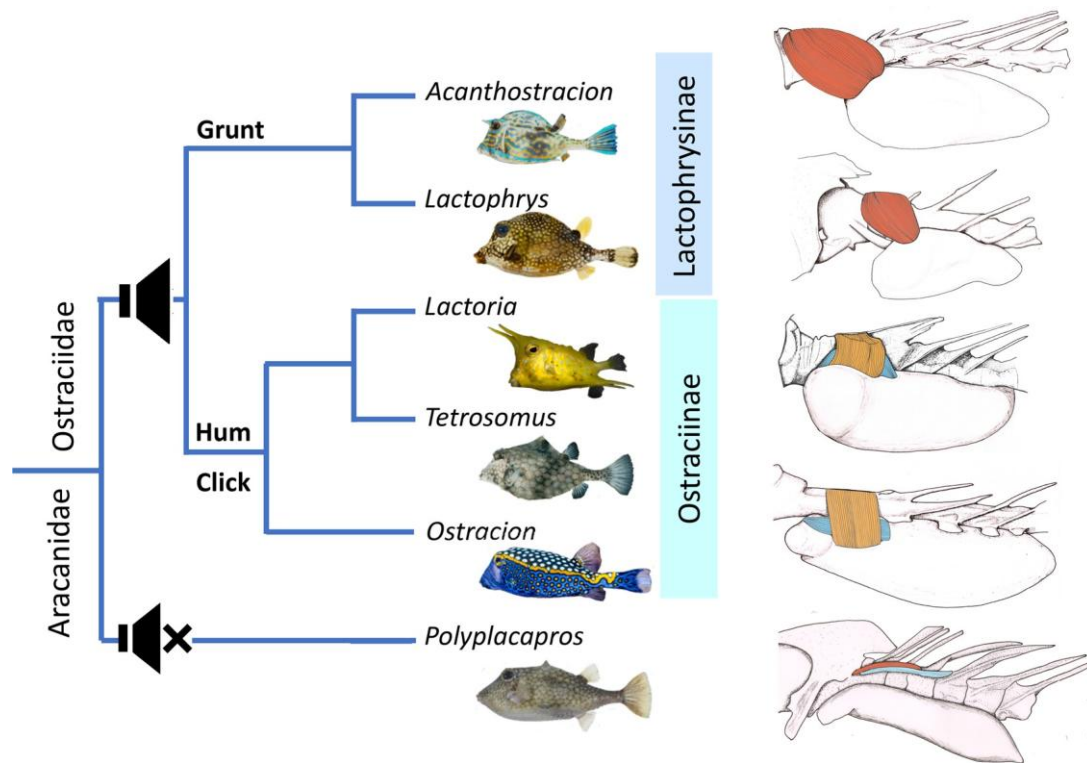 Acanthostracion
Grunt
Lactophrys
Lactophrysinae
Ostraciidae
Lactoria
Hum
Click
Tetrosomus
Ostraciinae
Ostracion
Aracanidae
Polyplacapros